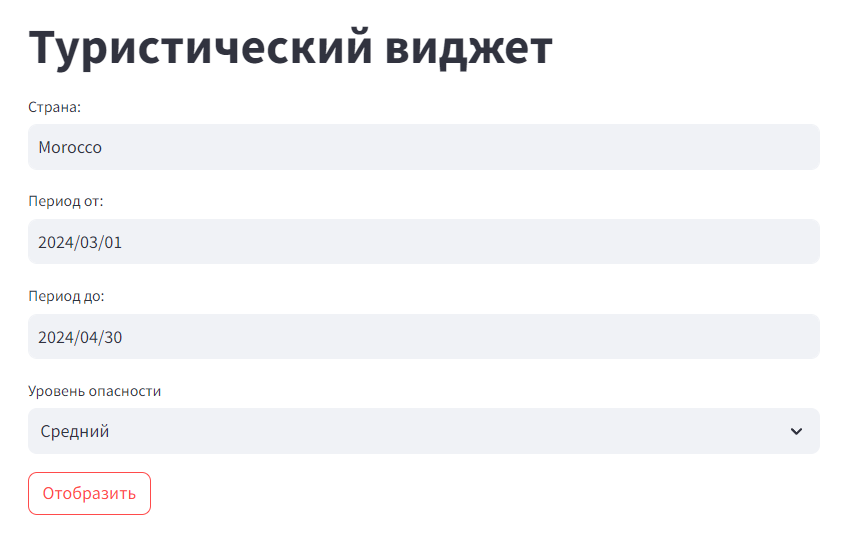 Туристический виджет
Страна:
Morocco
Период от:
2024/03/01
Период до:
2024/04/30
Уровень опасности
Средний
Отобразить